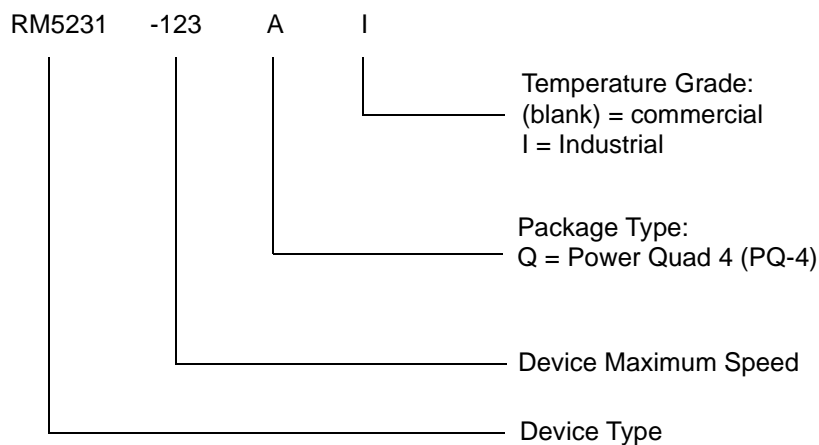 RM5231 -123 A I
Temperature Grade:
(blank) = commercial
I = Industrial
Package Type:
Q = Power Quad 4 (PQ-4)
Device Maximum Speed
Device Type